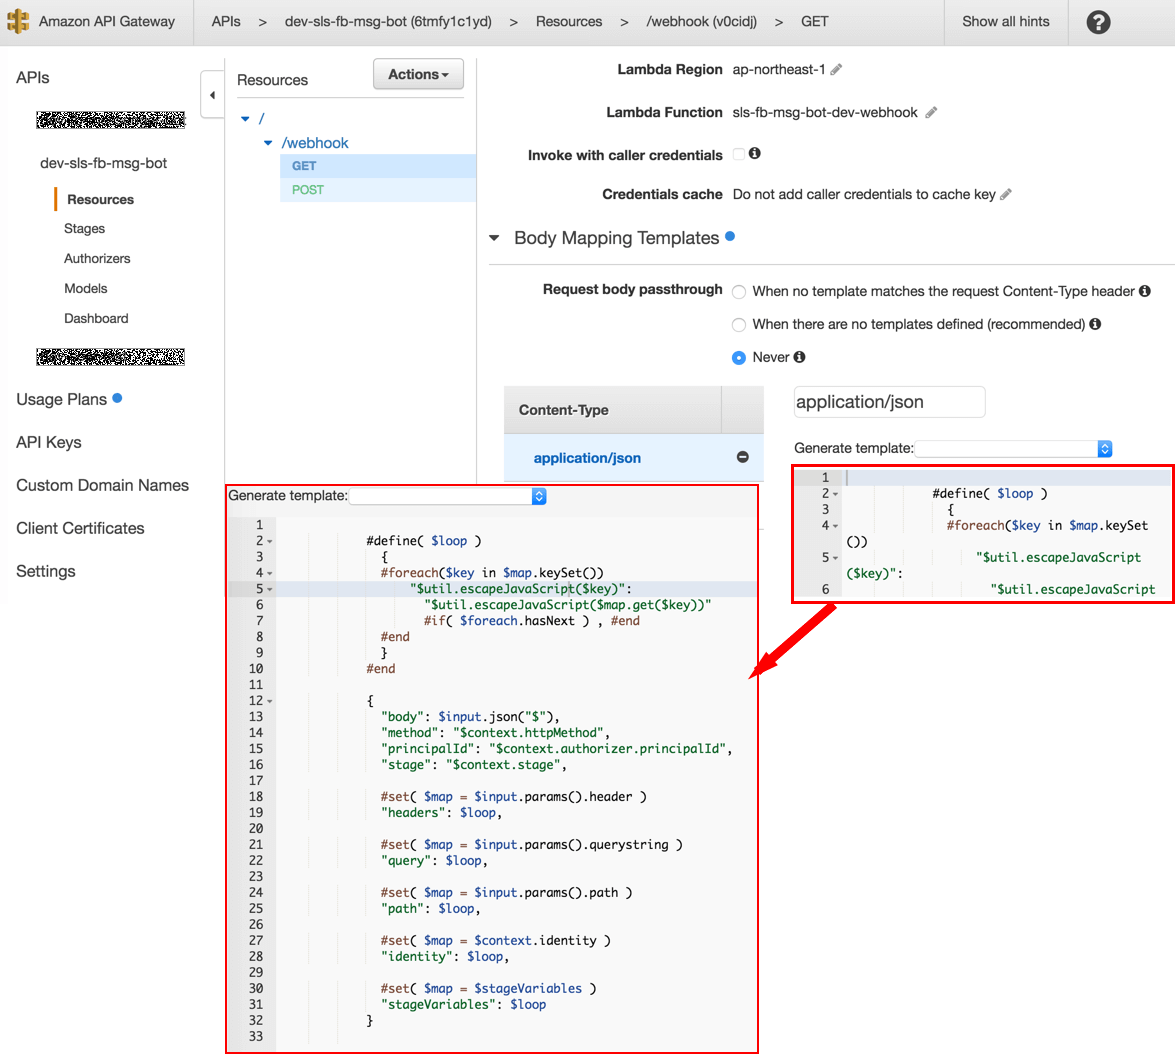 Amazon API Gateway
APIs > dev-sls-fb-msg-bot (6tmfy1c1yd) > Resources > /webhook (v0cidj) > GET
Show all hints
?
APIs
dev-sls-fb-msg-bot
Resources
Stages
Authorizers
Models
Dashboard
Usage Plans
API Keys
Custom Domain Names
Client Certificates
Settings
Resources
Actions
/
/webhook
GET
POST
Lambda Region ap-northeast-1
Lambda Function sls-fb-msg-bot-dev-webhook
Invoke with caller credentials
Credentials cache Do not add caller credentials to cache key
Body Mapping Templates
Request body passthrough
When no template matches the request Content-Type header
When there are no templates defined (recommended)
Never
Content-Type
application/json
application/json
Generate template:
1
2 #define( $loop )
3 {
4 #foreach($key in $map.keySet
())
5 "$util.escapeJavaScript
($key)":
6 "$util.escapeJavaScript
Generate template:
1
2 #define( $loop )
3 {
4 #foreach($key in $map.keySet())
5 "$util.escapeJavaScript($key)":
6 "$util.escapeJavaScript($map.get($key))"
7 #if( $foreach.hasNext ) , #end
8 #end
9 }
10 #end
11
12 {
13 "body": $input.json("$"),
14 "method": "$context.httpMethod",
15 "principalId": "$context.authorizer.principalId",
16 "stage": "$context.stage",
17
18 #set( $map = $input.params().header )
19 "headers": $loop,
20
21 #set( $map = $input.params().querystring )
22 "query": $loop,
23
24 #set( $map = $input.params().path )
25 "path": $loop,
26
27 #set( $map = $context.identity )
28 "identity": $loop,
29
30 #set( $map = $stageVariables )
31 "stageVariables": $loop
32 }
33